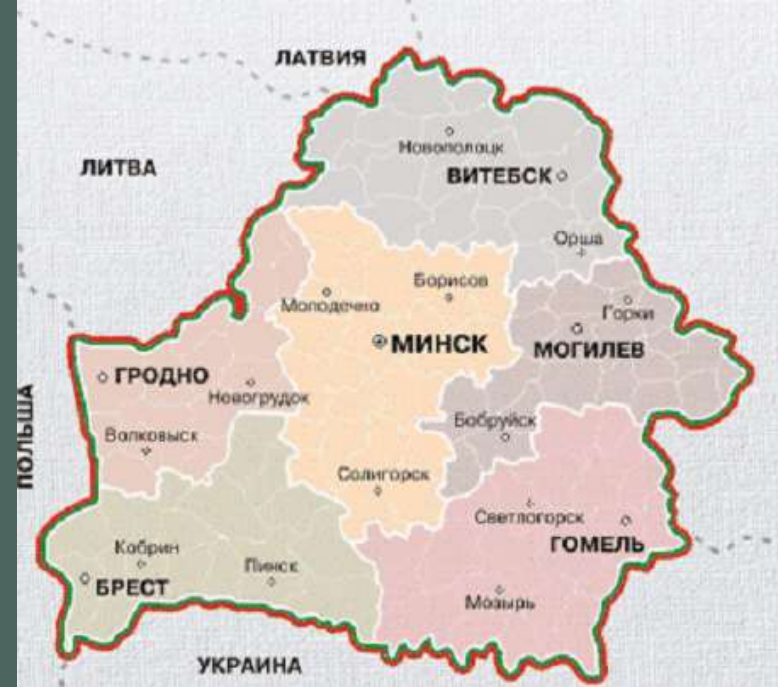 ЛАТВИЯ
ЛИТВА
Новополоцк
ВИТЕБСК
Орша
Борисов
Молодечно
Горки
МИНСК
МОГИЛЕВ
ГРОДНО
Новогрудок
ПОЛЬША
Волковыск
Бобруйск
Солигорск
Светлогорск
ГОМЕЛЬ
Кобрин
Пинск
БРЕСТ
Мозырь
УКРАИНА